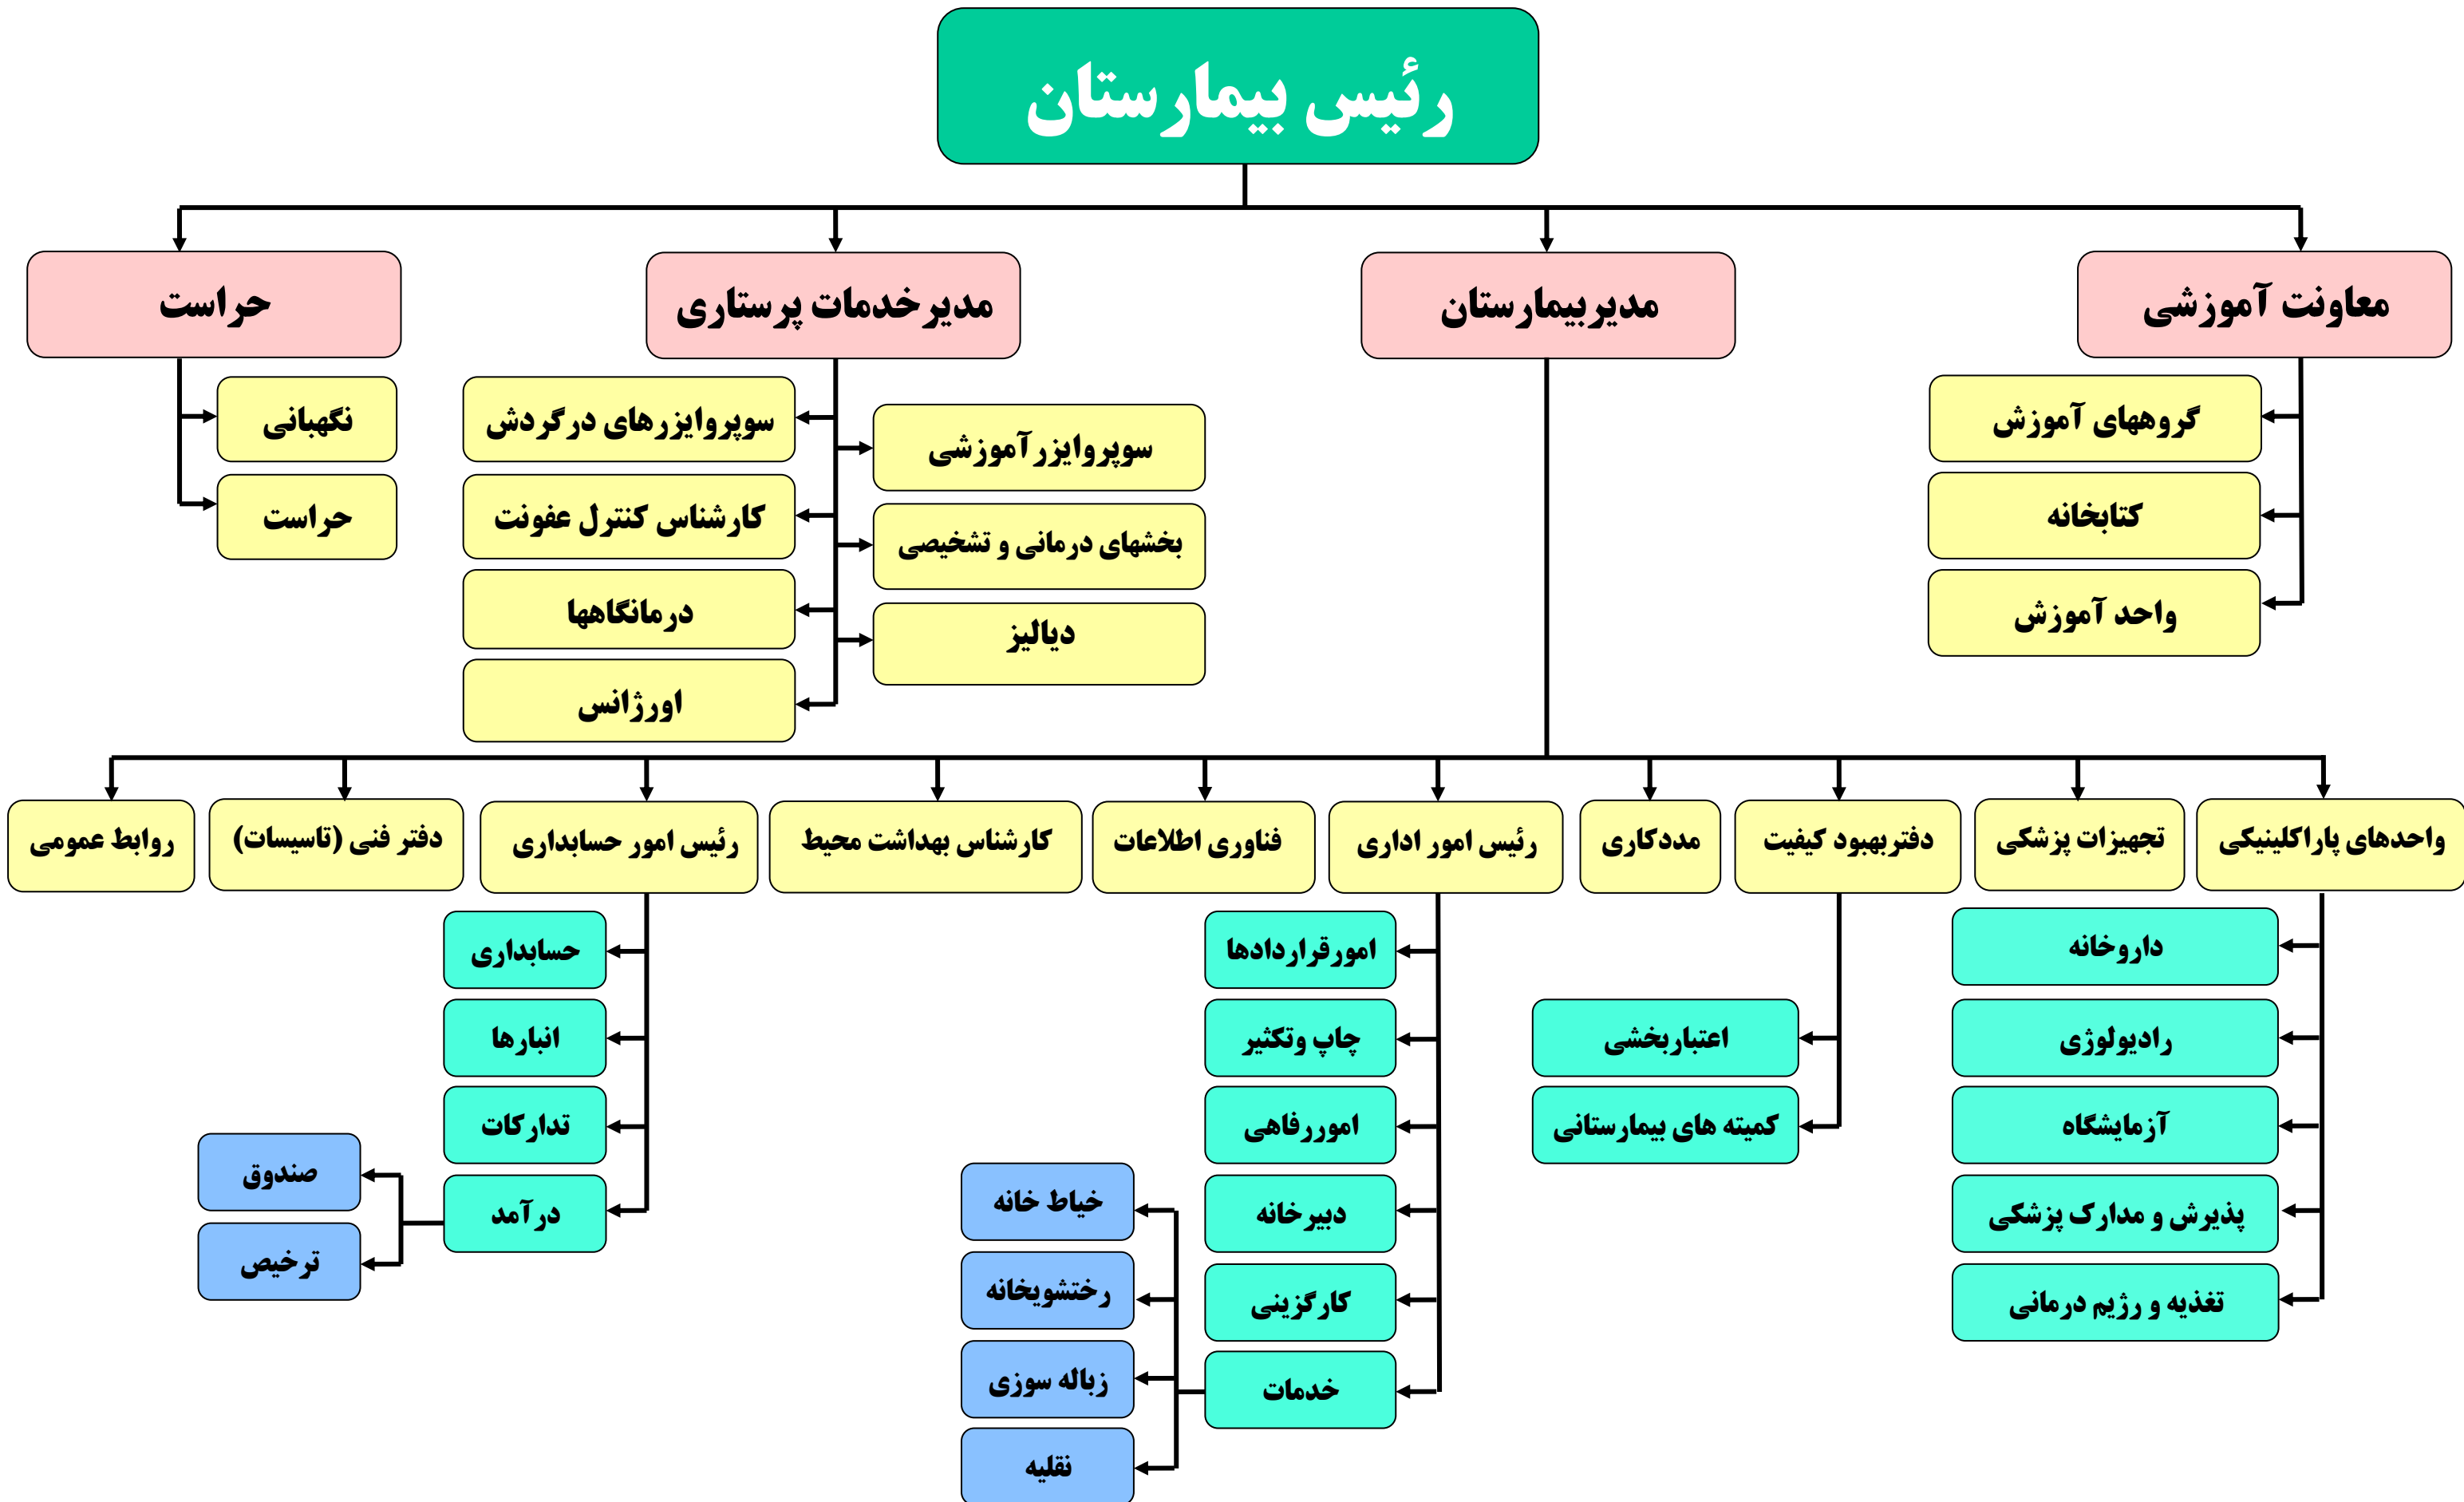 رئیس بیمارستان
معاونت آموزشی
مدیربیمارستان
مدیرخدمات پرستاری
حراست
گروههای آموزش
کتابخانه
واحد آموزش
سوپروایزرآموزشی
بخشهای درمانی و تشخیصی
دیالیز
سوپروایزرهای درگردش
کارشناس کنترل عفونت
درمانگاهها
اورژانس
نگهبانی
حراست
واحدهای پاراکلینیکی
تجهیزات پزشکی
دفتربهبود کیفیت
مددکاری
رئیس امور اداری
فناوری اطلاعات
کارشناس بهداشت محیط
رئیس امور حسابداری
دفتر فنی (تاسیسات)
روابط عمومی
داروخانه
رادیولوژی
آزمایشگاه
پذیرش و مدارک پزشکی
تغذیه و رژیم درمانی
اعتباربخشی
کمیته های بیمارستانی
امورقراردادها
چاپ وتکثیر
اموررفاهی
دبیرخانه
کارگزینی
خدمات
خیاط خانه
رختشویخانه
زباله سوزی
نقلیه
حسابداری
انبارها
تدارکات
درآمد
صندوق
ترخیص